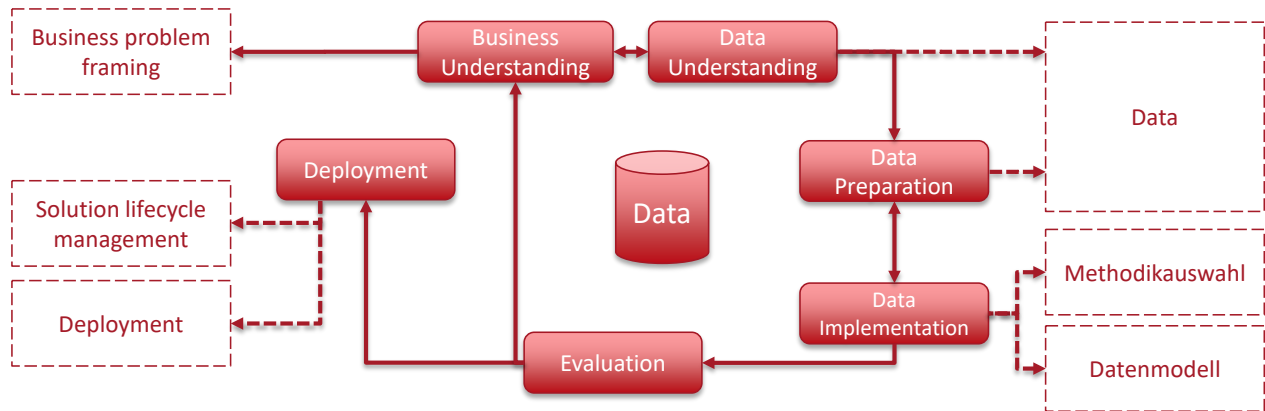 Business problem
framing
Business
Understanding
Data
Understanding
Data
Deployment
Data
Preparation
Data
Solution lifecycle
management
Methodikauswahl
Data
Implementation
Deployment
Evaluation
Datenmodell